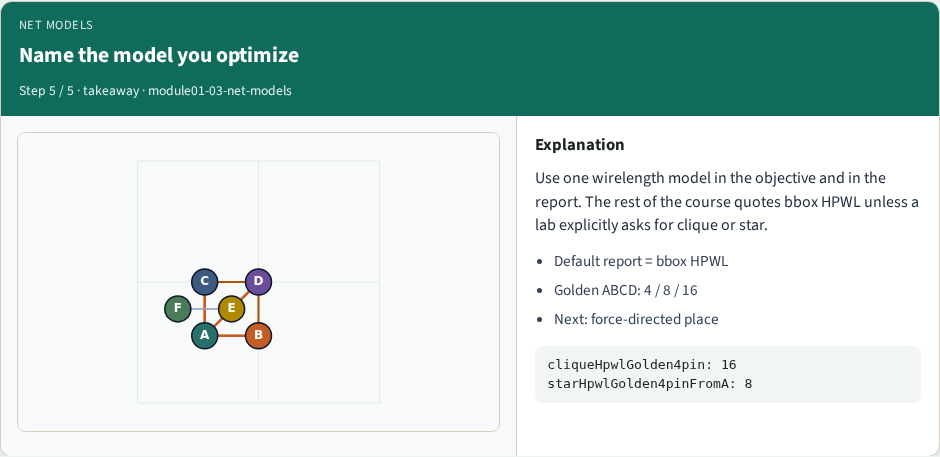 NET MODELS
Name the model you optimize
Step 5 / 5 · takeaway · module01-03-net-models
C
D
F
E
A
B
Explanation
Use one wirelength model in the objective and in the
report. The rest of the course quotes bbox HPWL unless a
lab explicitly asks for clique or star.
• Default report = bbox HPWL
• Golden ABCD: 4 / 8 / 16
• Next: force-directed place
cliqueHpwlGolden4pin: 16
starHpwlGolden4pinFromA: 8